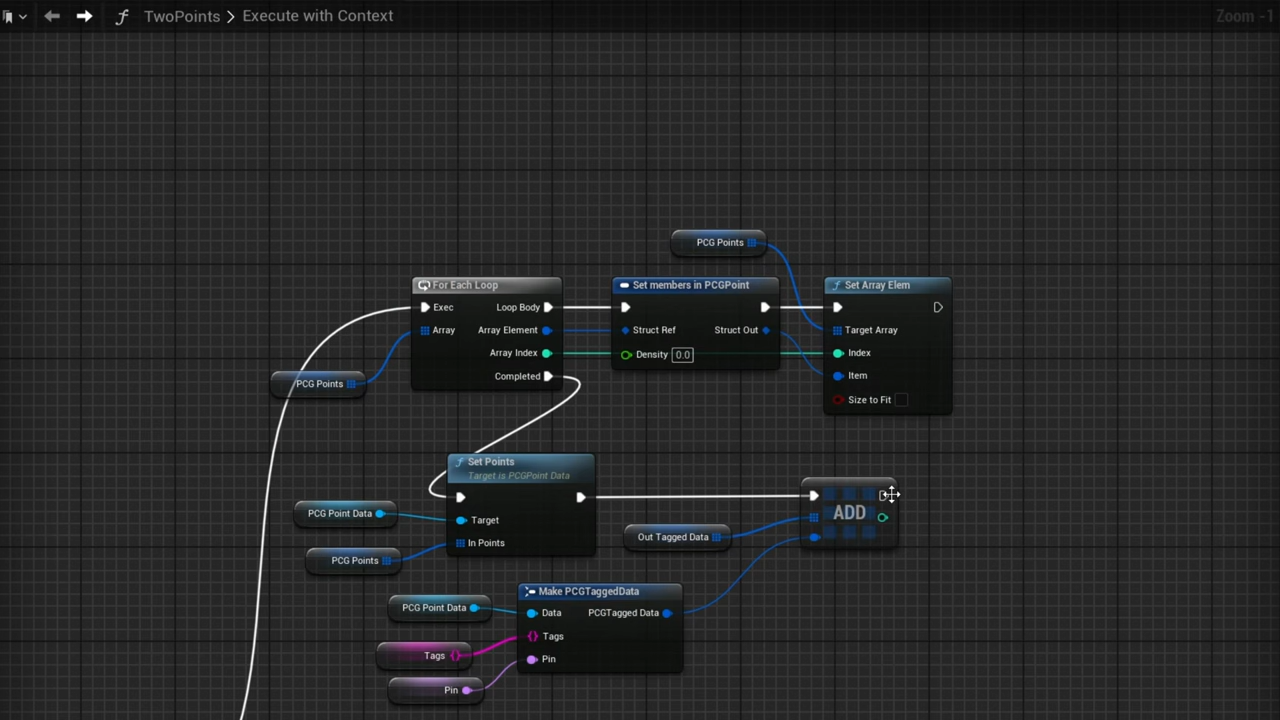 TwoPoints > Execute with Context
Zoom -1
PCG Points
For Each Loop
Exec
Loop Body
Array
Array Element
Array Index
Completed
Set members in PCGPoint
Struct Ref
Struct Out
Density 0.0
Set Array Elem
Target Array
Index
Item
Size to Fit
PCG Points
Set Points
Target is PCGPoint Data
Target
In Points
PCG Point Data
PCG Points
Out Tagged Data
ADD
Make PCGTaggedData
Data
PCGTagged Data
Tags
Pin
PCG Point Data
Tags
Pin